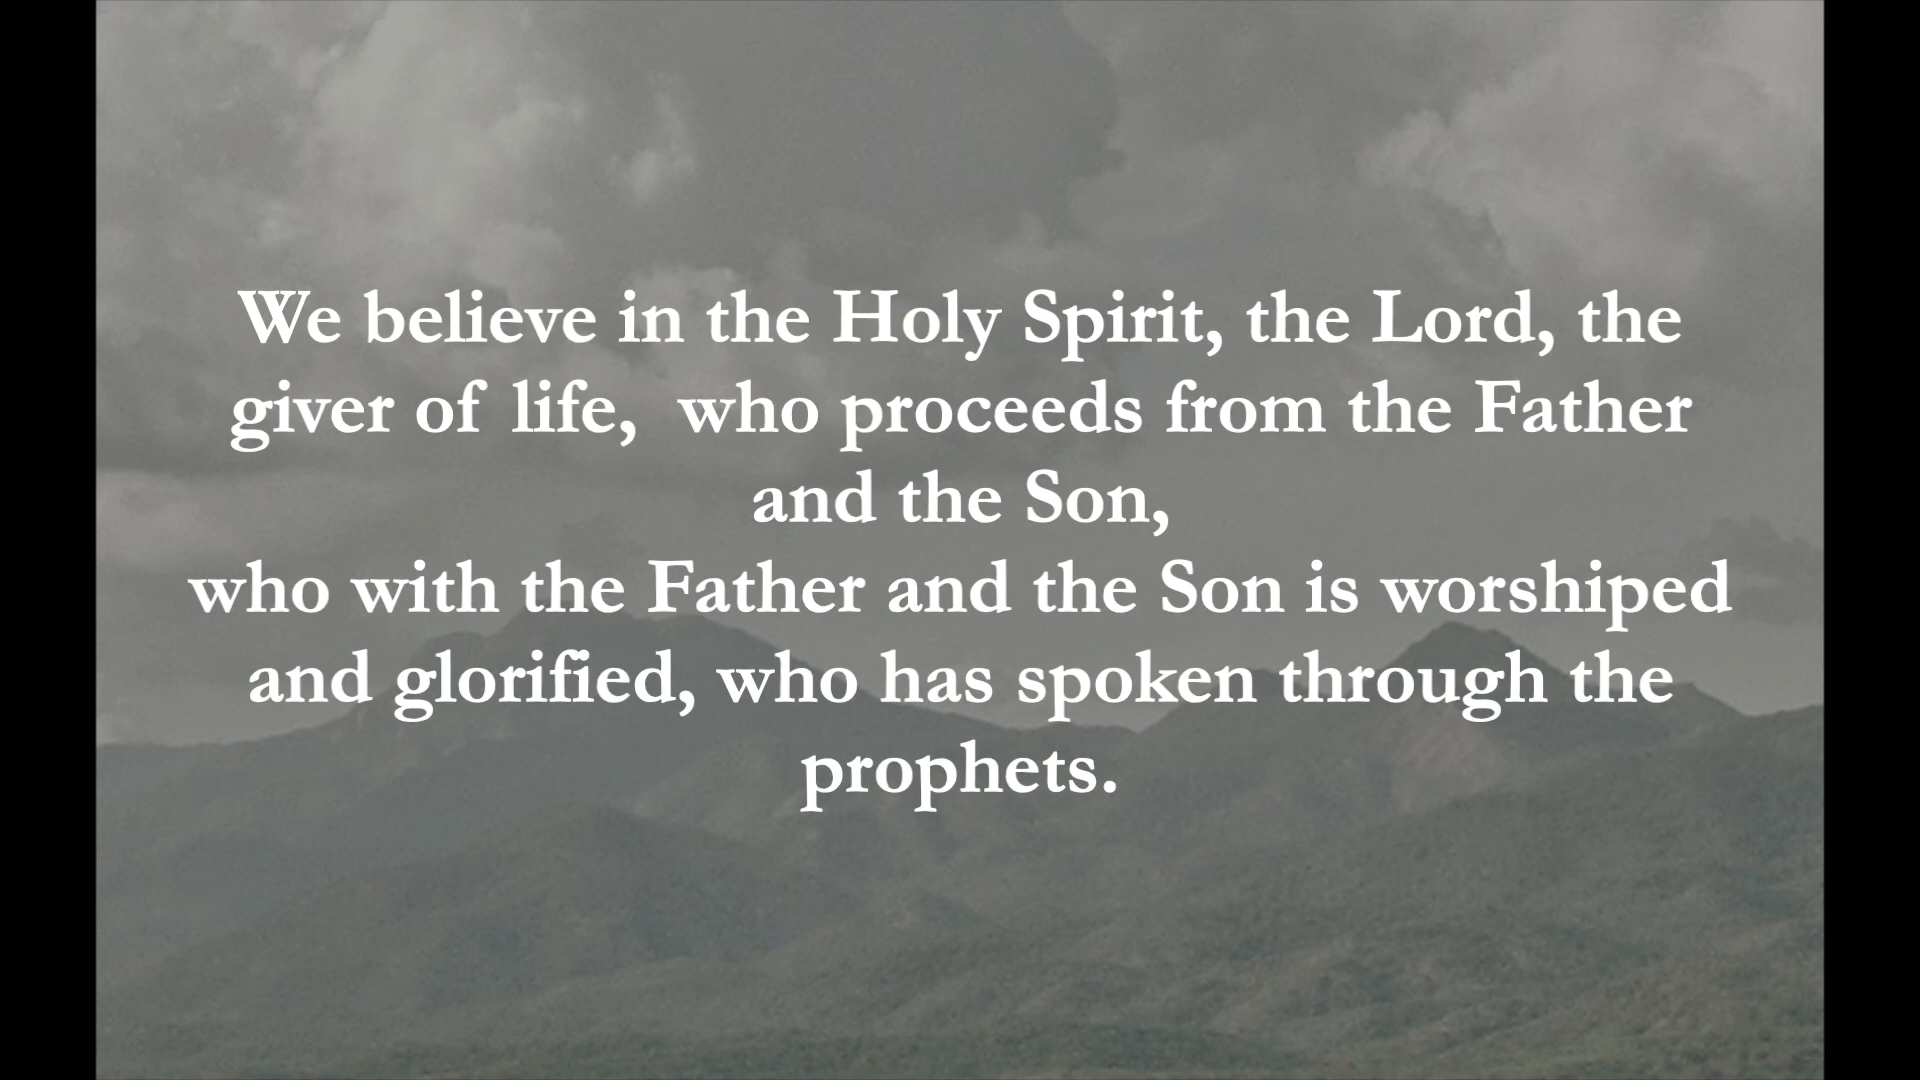 We believe in the Holy Spirit, the Lord, the
giver of life,  who proceeds from the Father
and the Son,
who with the Father and the Son is worshiped
and glorified, who has spoken through the
prophets.